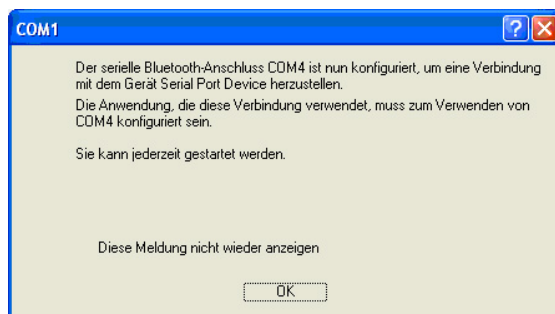 COM1
Der serielle Bluetooth-Anschluss COM4 ist nun konfiguriert, um eine Verbindung
mit dem Gerät Serial Port Device herzustellen.
Die Anwendung, die diese Verbindung verwendet, muss zum Verwenden von
COM4 konfiguriert sein.
Sie kann jederzeit gestartet werden.
Diese Meldung nicht wieder anzeigen
OK